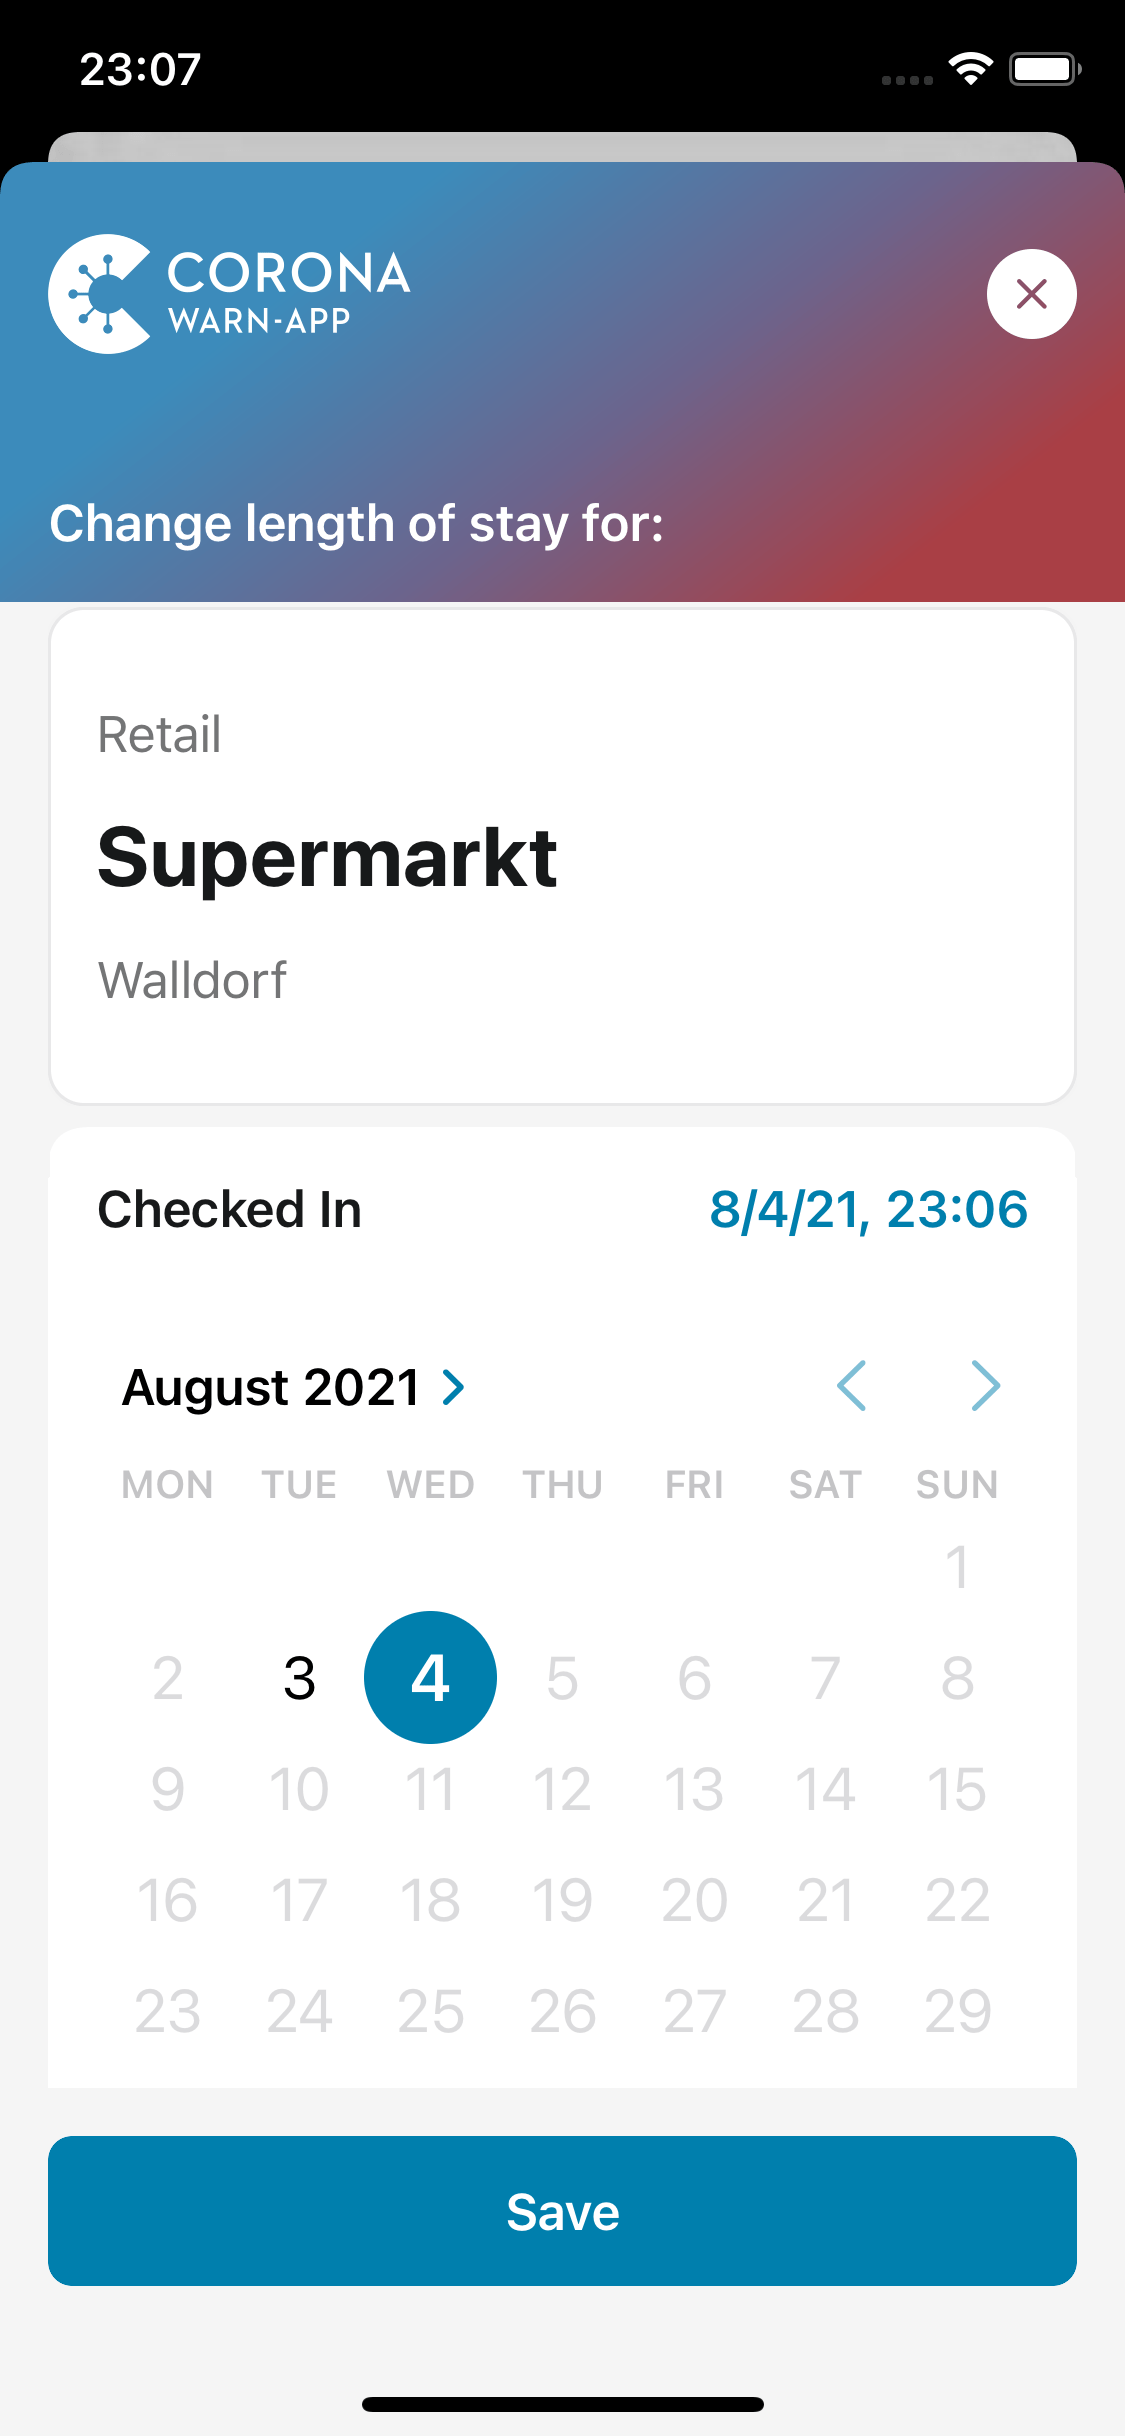 23:07
CORONA
WARN-APP
Change length of stay for:
Retail
Supermarkt
Walldorf
Checked In 8/4/21, 23:06
August 2021
MON TUE WED THU FRI SAT SUN
1
2 3 4 5 6 7 8
9 10 11 12 13 14 15
16 17 18 19 20 21 22
23 24 25 26 27 28 29
Save